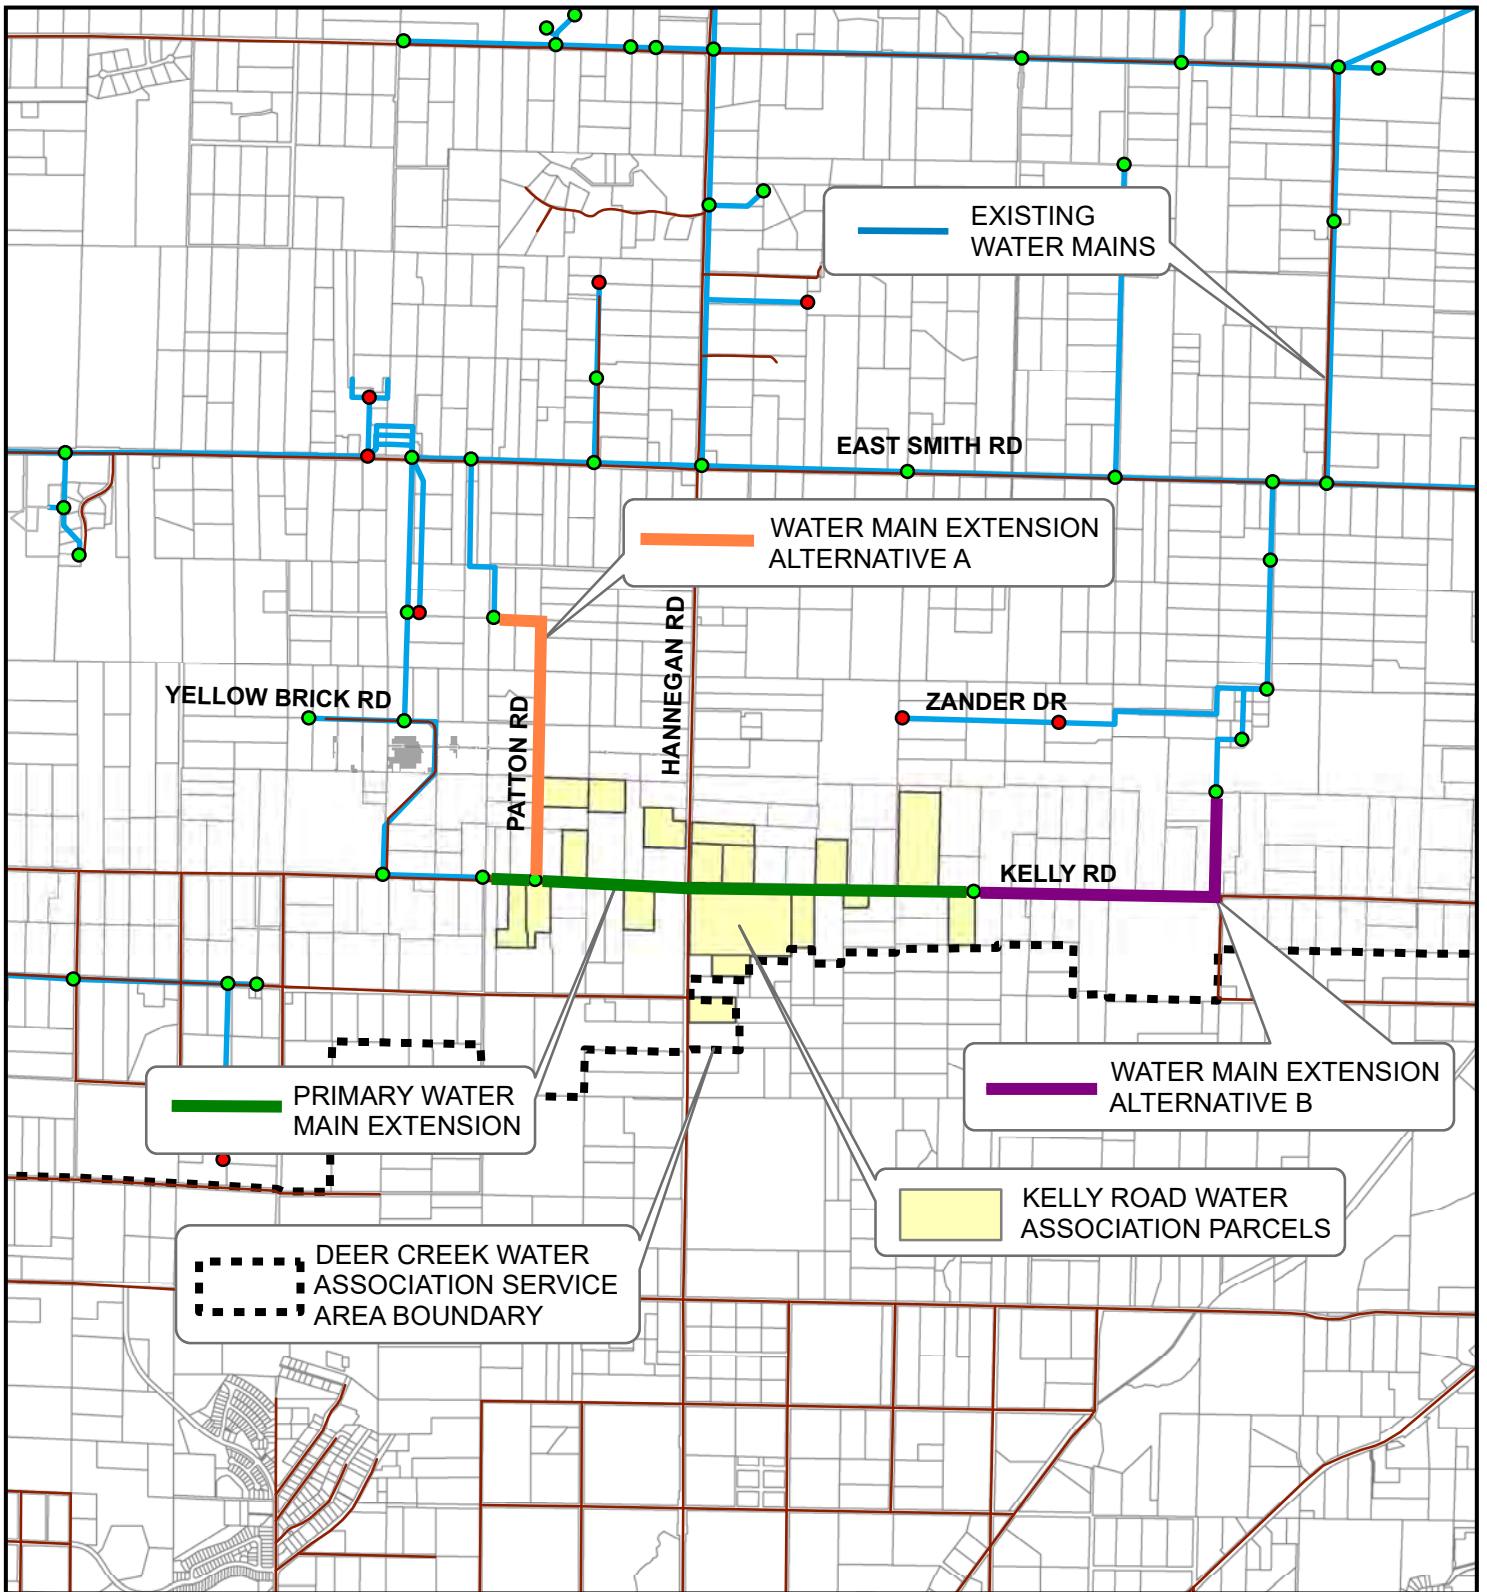 EXISTING
WATER MAINS
EAST SMITH RD
WATER MAIN EXTENSION
ALTERNATIVE A
HANNEGAN RD
YELLOW BRICK RD
PATTON RD
ZANDER DR
KELLY RD
PRIMARY WATER
MAIN EXTENSION
WATER MAIN EXTENSION
ALTERNATIVE B
KELLY ROAD WATER
ASSOCIATION PARCELS
DEER CREEK WATER
ASSOCIATION SERVICE
AREA BOUNDARY